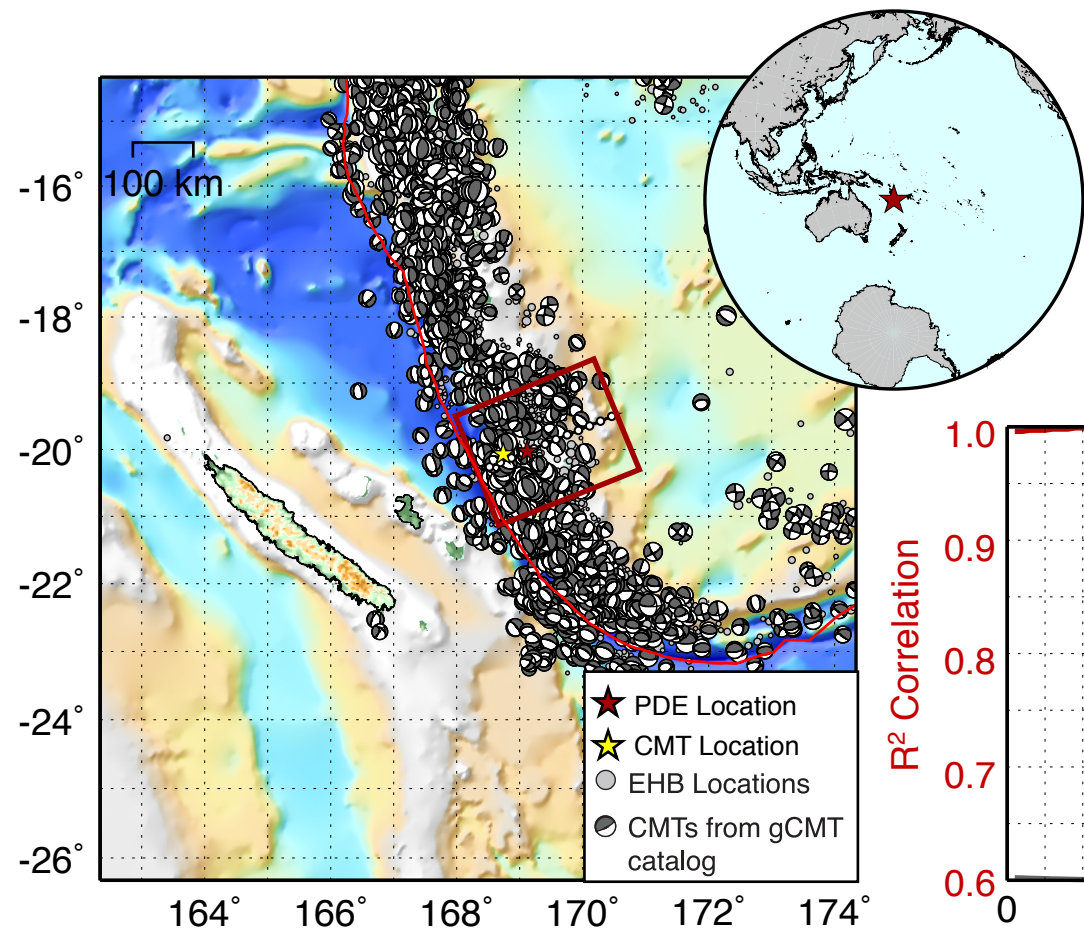 100 km
-16°
-18°
-20°
-22°
-24°
-26°
164° 166° 168° 170° 172° 174°
PDE Location
CMT Location
EHB Locations
CMTs from gCMT
catalog
R² Correlation
1.0
0.9
0.8
0.7
0.6
0